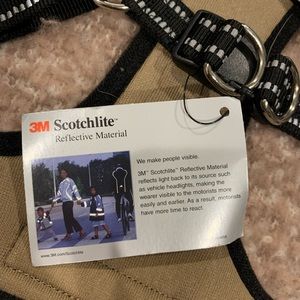 3M Scotchlite™
Reflective Material
We make people visible.
3M™ Scotchlite™ Reflective Material
reflects light back to its source such
as vehicle headlights, making the
wearer visible to the motorists more
easily and earlier. As a result, motorists
have more time to react.
www.3M.com/Scotchlite